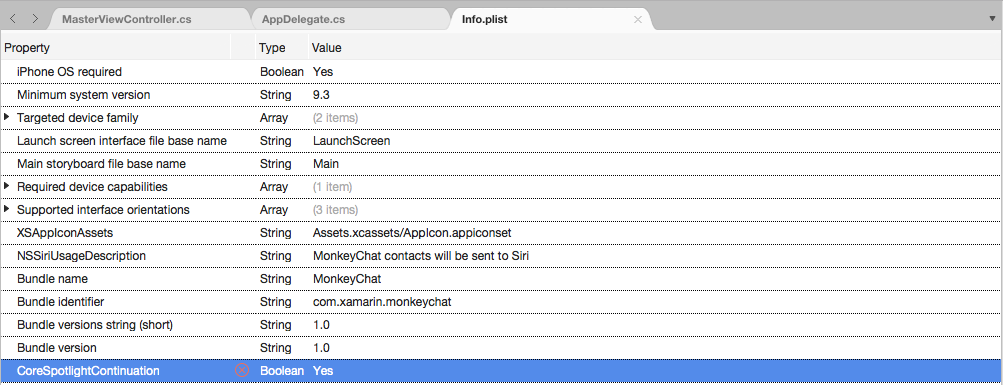 MasterViewController.cs AppDelegate.cs Info.plist
Property Type Value
iPhone OS required Boolean Yes
Minimum system version String 9.3
Targeted device family Array (2 items)
Launch screen interface file base name String LaunchScreen
Main storyboard file base name String Main
Required device capabilities Array (1 item)
Supported interface orientations Array (3 items)
XSAppIconAssets String Assets.xcassets/AppIcon.appiconset
NSSiriUsageDescription String MonkeyChat contacts will be sent to Siri
Bundle name String MonkeyChat
Bundle identifier String com.xamarin.monkeychat
Bundle versions string (short) String 1.0
Bundle version String 1.0
CoreSpotlightContinuation Boolean Yes